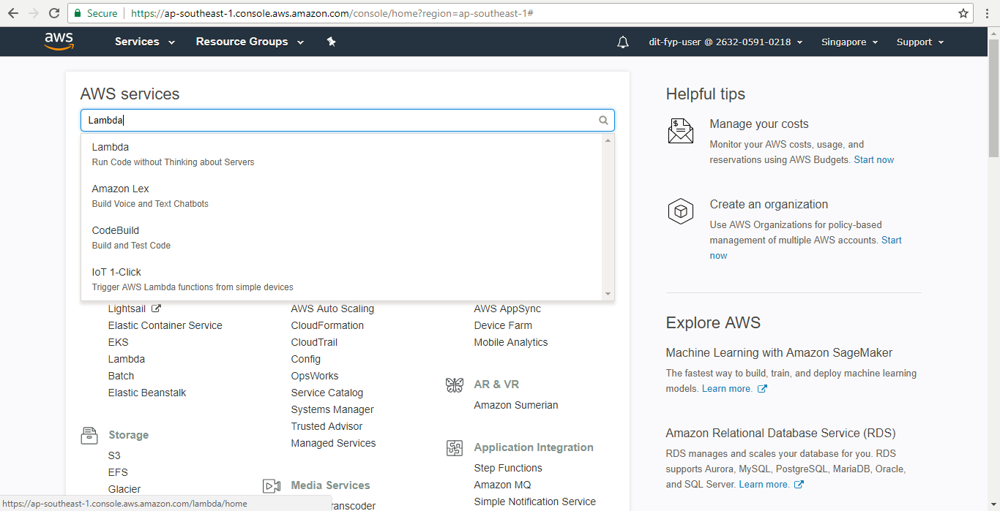 Secure
https://ap-southeast-1.console.aws.amazon.com/console/home?region=ap-southeast-1#
aws
Services
Resource Groups
dit-fyp-user @ 2632-0591-0218
Singapore
Support
AWS services
Lambda
Lambda
Run Code without Thinking about Servers
Amazon Lex
Build Voice and Text Chatbots
CodeBuild
Build and Test Code
IoT 1-Click
Trigger AWS Lambda functions from simple devices
Lightsail
Elastic Container Service
EKS
Lambda
Batch
Elastic Beanstalk
Storage
S3
EFS
Glacier
AWS Auto Scaling
CloudFormation
CloudTrail
Config
OpsWorks
Service Catalog
Systems Manager
Trusted Advisor
Managed Services
Media Services
ranscoder
AWS AppSync
Device Farm
Mobile Analytics
AR & VR
Amazon Sumerian
Application Integration
Step Functions
Amazon MQ
Simple Notification Service
Helpful tips
Manage your costs
Monitor your AWS costs, usage, and
reservations using AWS Budgets. Start now
Create an organization
Use AWS Organizations for policy-based
management of multiple AWS accounts. Start
now
Explore AWS
Machine Learning with Amazon SageMaker
The fastest way to build, train, and deploy machine learning
models. Learn more.
Amazon Relational Database Service (RDS)
RDS manages and scales your database for you. RDS
supports Aurora, MySQL, PostgreSQL, MariaDB, Oracle,
and SQL Server. Learn more.
https://ap-southeast-1.console.aws.amazon.com/lambda/home